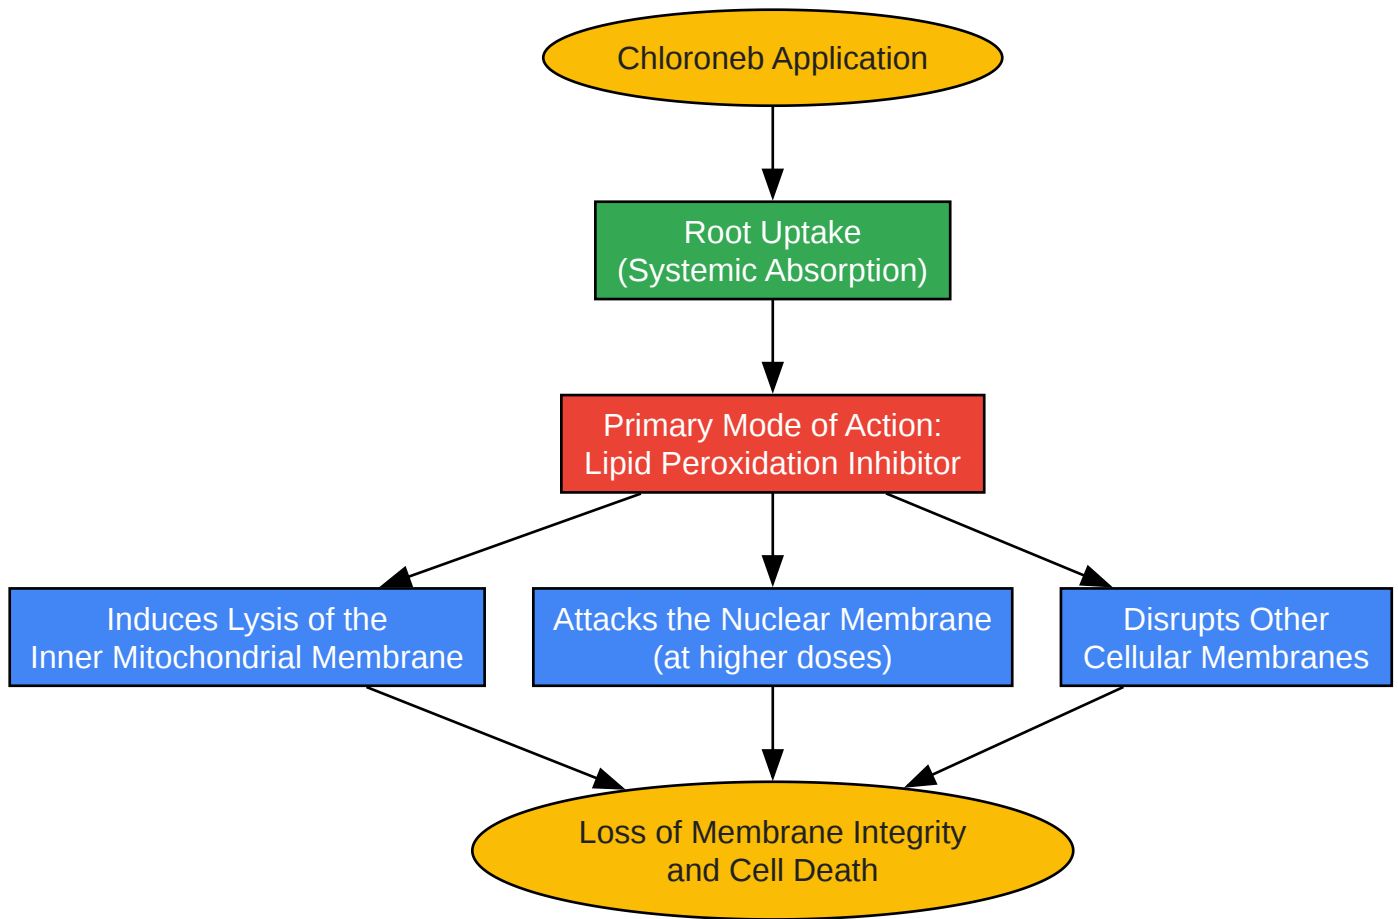 Chloroneb Application
Root Uptake
(Systemic Absorption)
Primary Mode of Action:
Lipid Peroxidation Inhibitor
Induces Lysis of the
Inner Mitochondrial Membrane
Attacks the Nuclear Membrane
(at higher doses)
Disrupts Other
Cellular Membranes
Loss of Membrane Integrity
and Cell Death